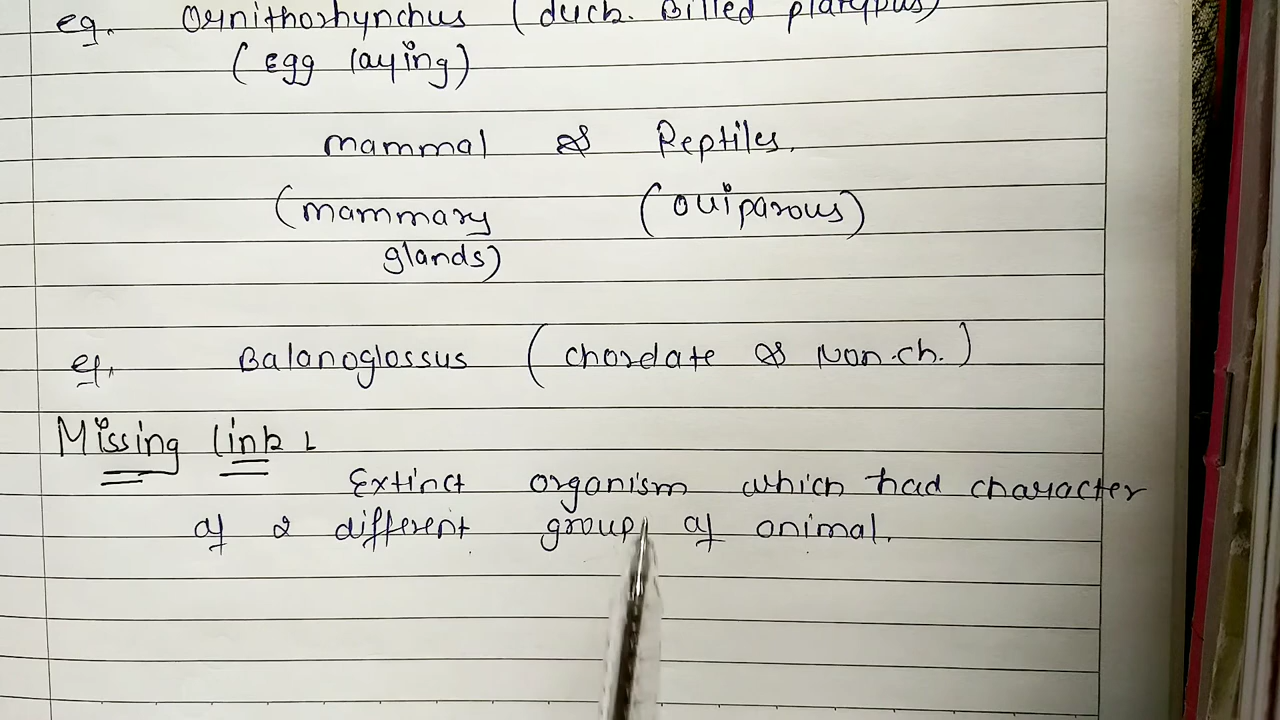 eg. Ornithorhynchus (duck. Billed platypus)
(Egg laying)
mammal & Reptiles.
(mammary (oviparous)
glands)
eg. Balanoglossus (chordate & Non.ch.)
Missing link :
Extinct organism which had character
of 2 different group of animal.